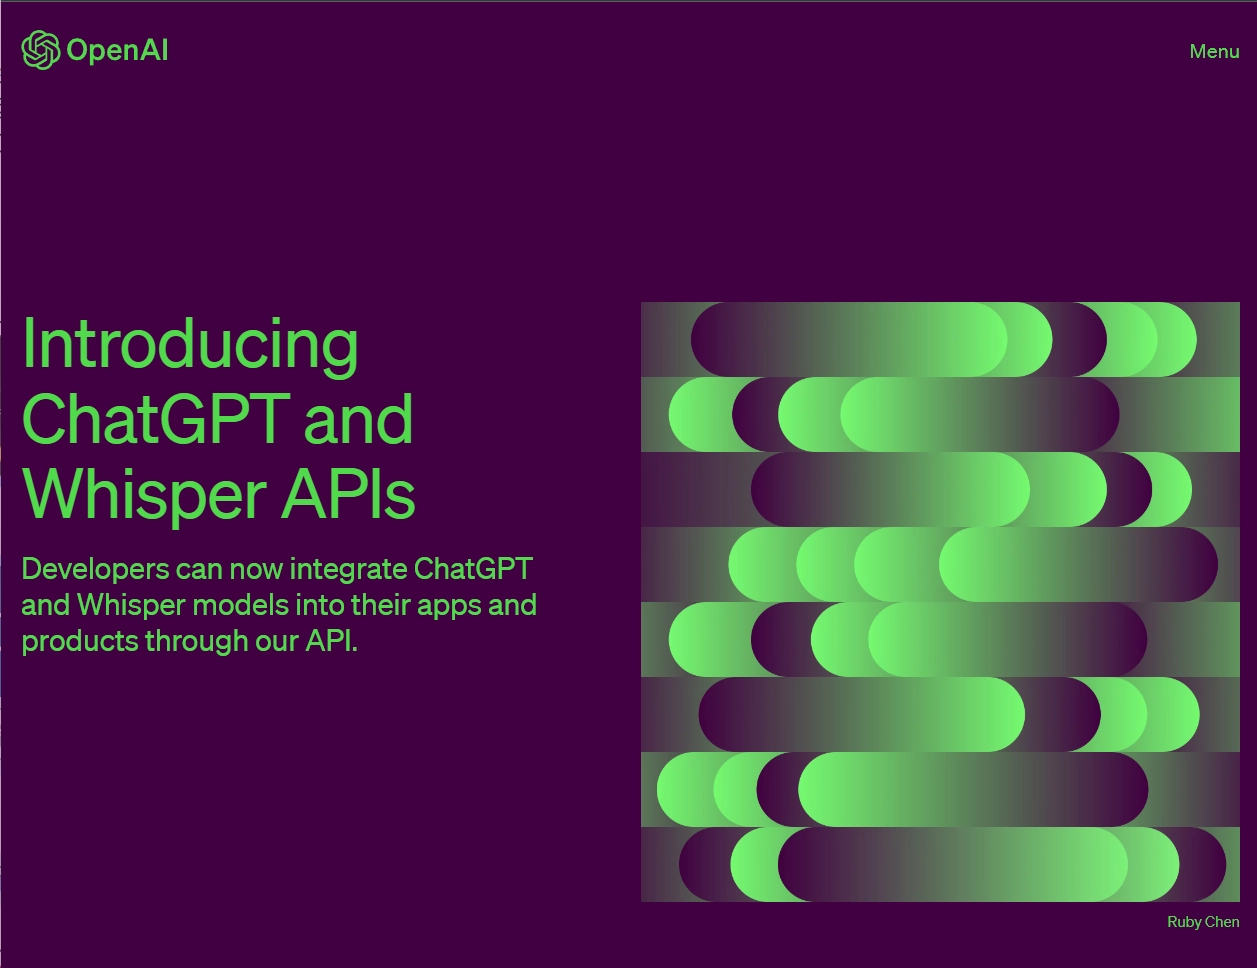 OpenAI
Menu
Introducing
ChatGPT and
Whisper APIs
Developers can now integrate ChatGPT
and Whisper models into their apps and
products through our API.
Ruby Chen